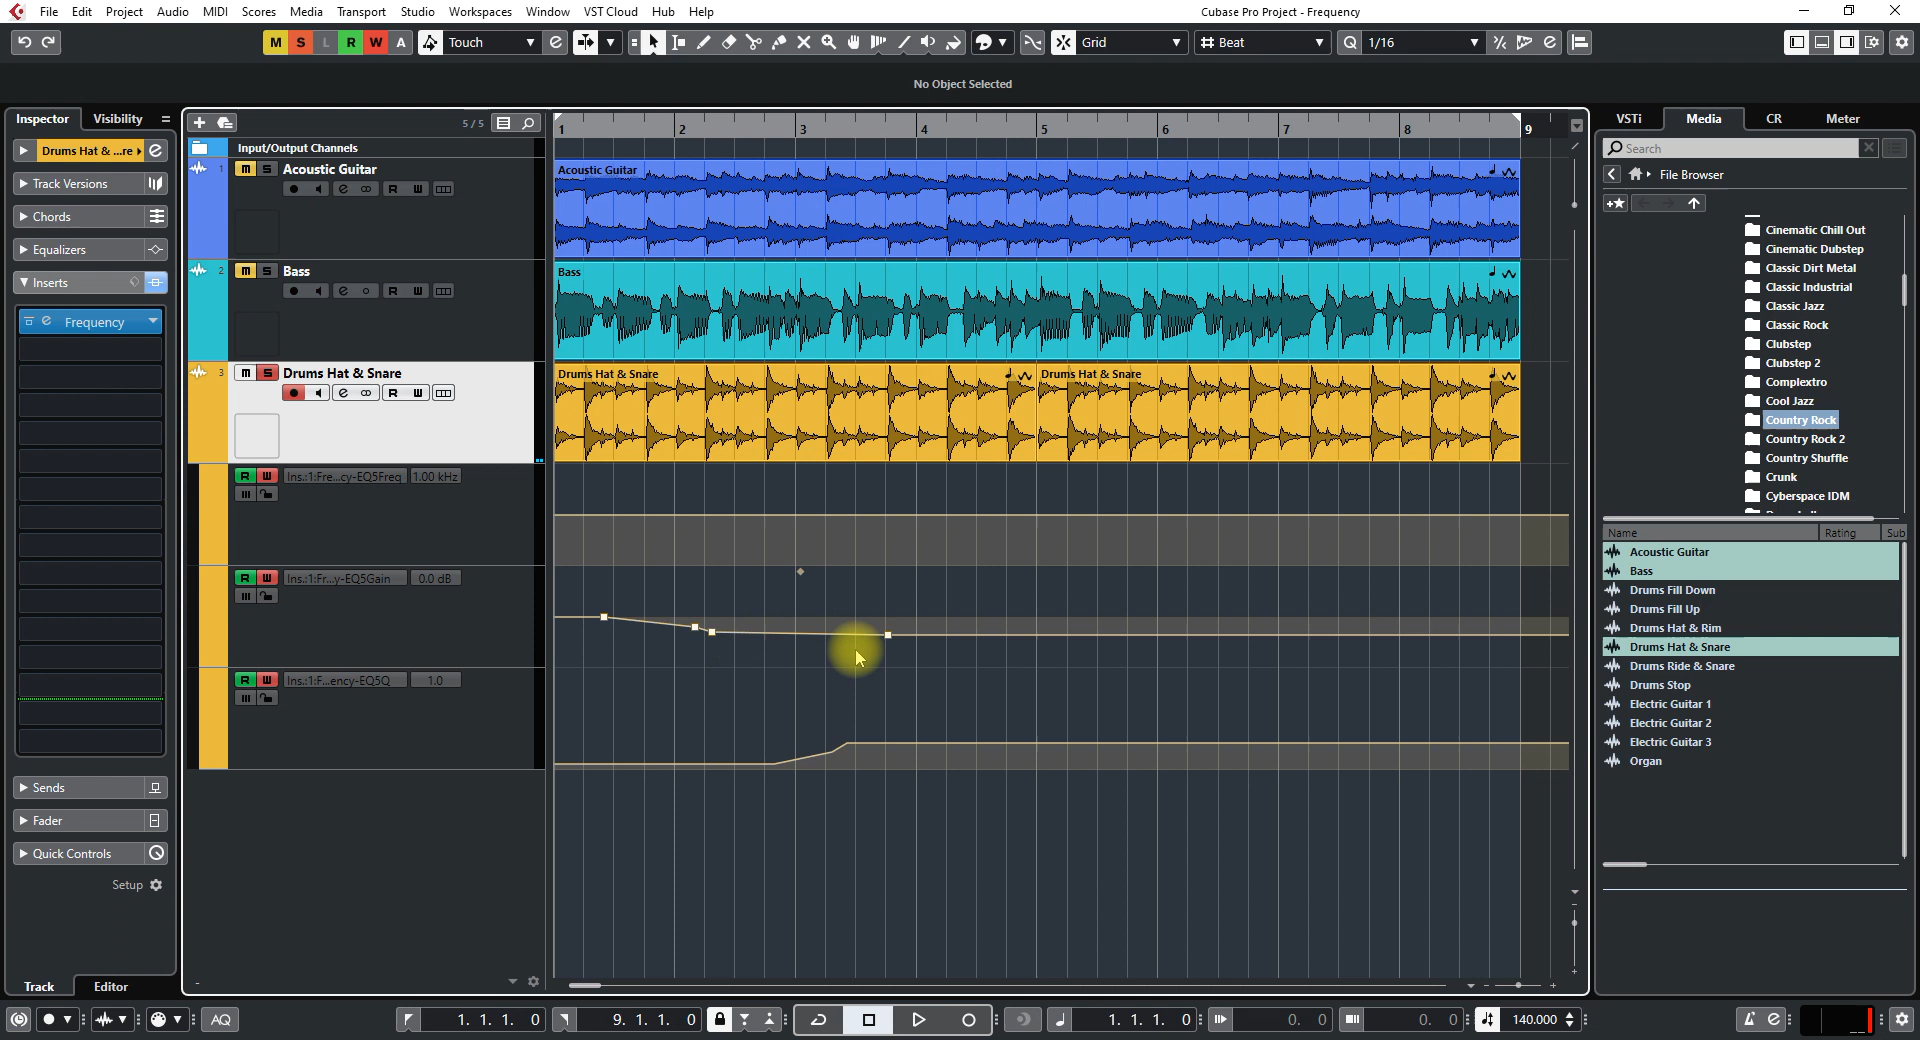 File Edit Project Audio MIDI Scores Media Transport Studio Workspaces Window VST Cloud Hub Help
Cubase Pro Project - Frequency
M S L R W A Touch Grid Beat Q 1/16
No Object Selected
Inspector Visibility
Drums Hat & ...re
Track Versions
Chords
Equalizers
Inserts
Frequency
Sends
Fader
Quick Controls
Setup
Track Editor
5 / 5
Input/Output Channels
1 m S Acoustic Guitar
R W
2 m S Bass
R W
3 m S Drums Hat & Snare
R W
R W Ins.:1:Fre...cy-EQ5Freq 1.00 kHz
R W Ins.:1:Fr...y-EQ5Gain 0.0 dB
R W Ins.:1:F...ency-EQ5Q 1.0
1 2 3 4 5 6 7 8 9
Acoustic Guitar
Bass
Drums Hat & Snare Drums Hat & Snare
VSTi Media CR Meter
Search
File Browser
Cinematic Chill Out
Cinematic Dubstep
Classic Dirt Metal
Classic Industrial
Classic Jazz
Classic Rock
Clubstep
Clubstep 2
Complextro
Cool Jazz
Country Rock
Country Rock 2
Country Shuffle
Crunk
Cyberspace IDM
Name Rating Sub
Acoustic Guitar
Bass
Drums Fill Down
Drums Fill Up
Drums Hat & Rim
Drums Hat & Snare
Drums Ride & Snare
Drums Stop
Electric Guitar 1
Electric Guitar 2
Electric Guitar 3
Organ
AQ 1. 1. 1. 0 9. 1. 1. 0 1. 1. 1. 0 0. 0 0. 0 140.000